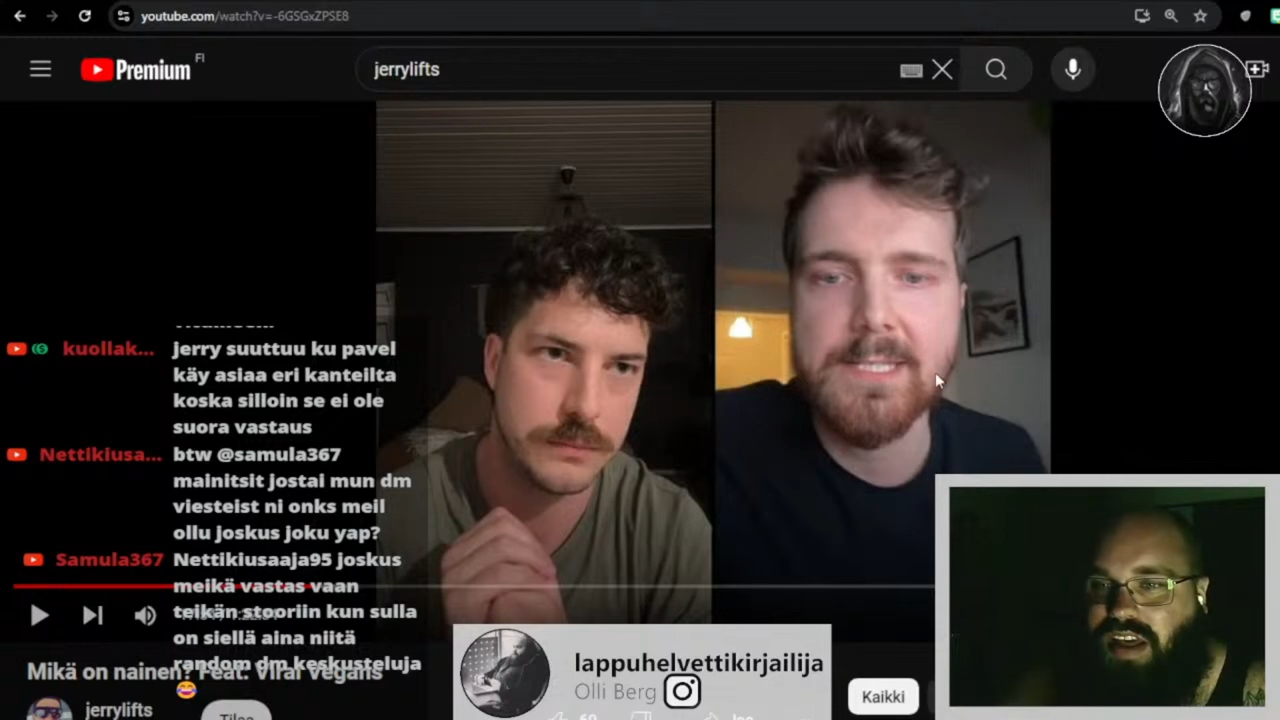 youtube.com/watch?v=-6GSGxZPSE8
Premium FI
jerrylifts
kuollak... jerry suuttuu ku pavel
käy asiaa eri kanteilta
koska silloin se ei ole
suora vastaus
Nettikiusa... btw @samula367
mainitsit jostai mun dm
viesteist ni onks meil
ollu joskus joku yap?
Samula367 Nettikiusaaja95 joskus
meikä vastas vaan
teikän stooriin kun sulla
on siellä aina niitä
random dm keskusteluja
Mikä on nainen? Feat. Viral Vegans
jerrylifts
Tilaa
lappuhelvettikirjailija
Olli Berg
60
Jaa
Kaikki